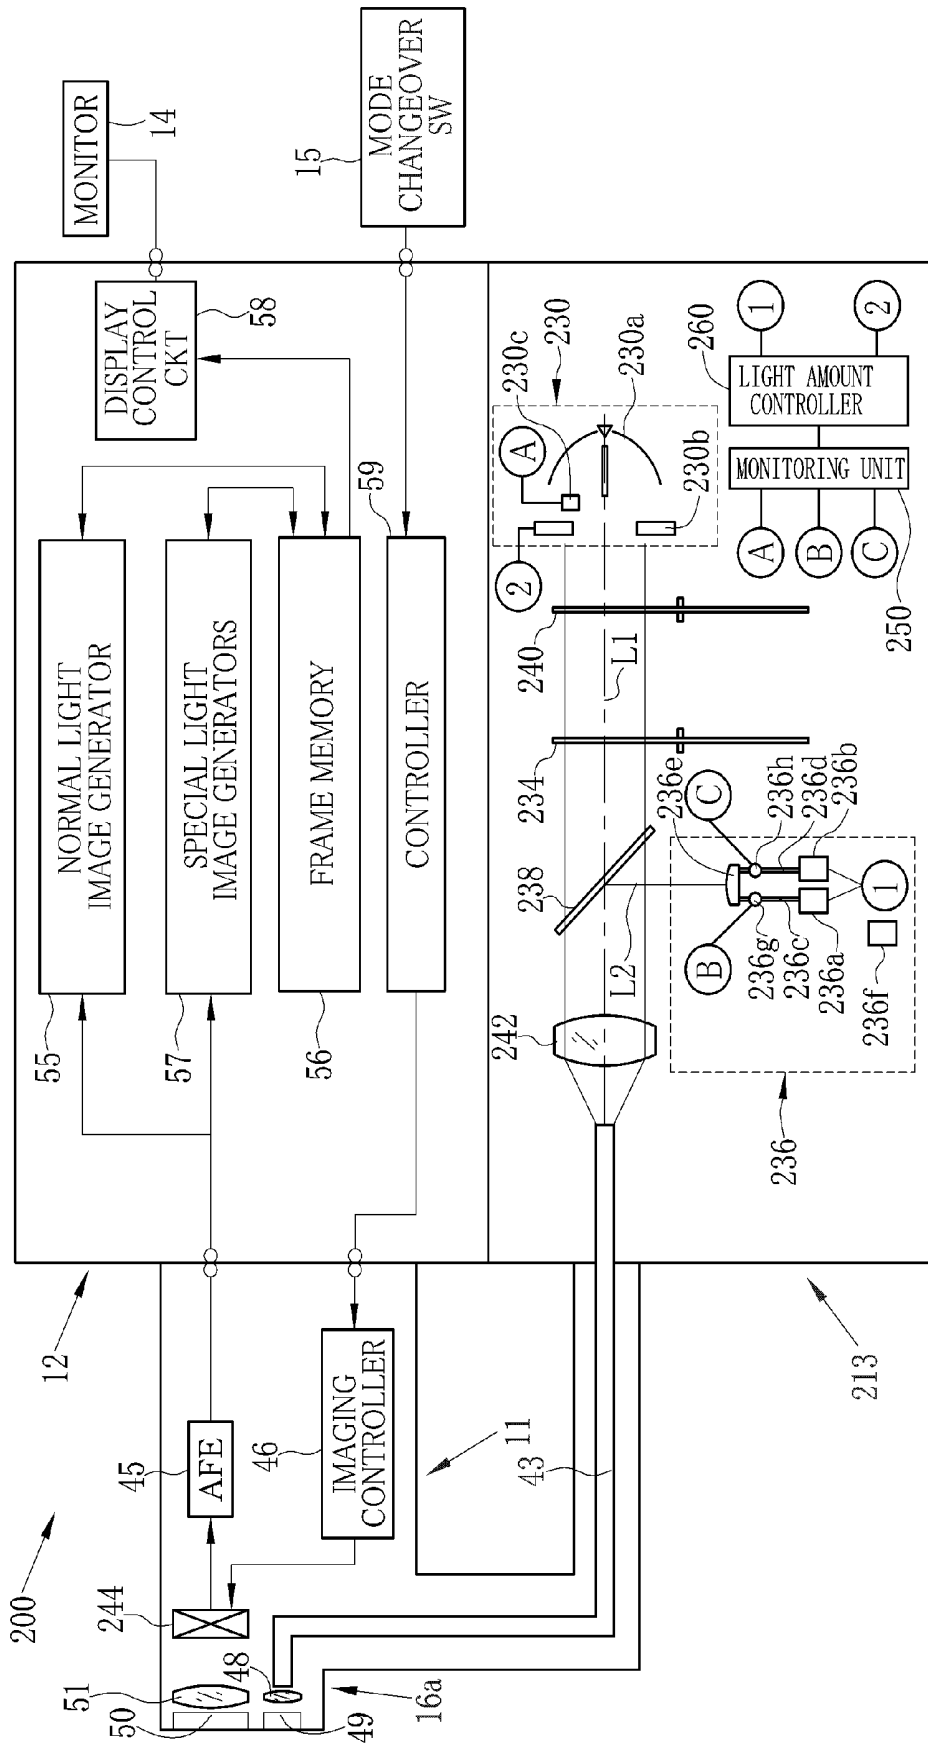 200
12
MONITOR
14
15
MODE
CHANGEOVER
SW
DISPLAY
CONTROL
CKT
58
NORMAL LIGHT
IMAGE GENERATOR
55
SPECIAL LIGHT
IMAGE GENERATORS
57
FRAME MEMORY
56
CONTROLLER
59
AFE
45
IMAGING
CONTROLLER
46
11
244
51
50
48
49
16a
43
213
230
230c
230a
230b
A
2
240
234
L1
238
L2
242
236e
C
236h
236d
236b
B
236g
236c
236a
1
236f
236
260
LIGHT AMOUNT
CONTROLLER
1
2
MONITORING UNIT
A
B
C
250